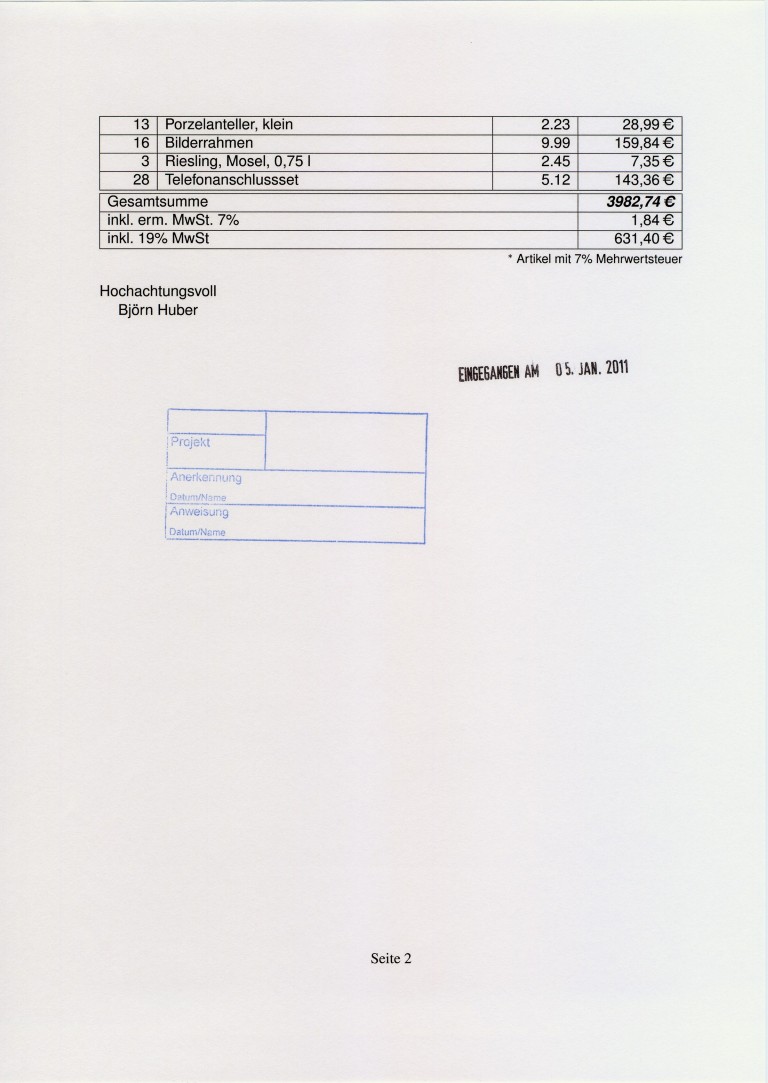 13 Porzelanteller, klein 2.23 28,99 €
16 Bilderrahmen 9.99 159,84 €
3 Riesling, Mosel, 0,75 l 2.45 7,35 €
28 Telefonanschlussset 5.12 143,36 €
Gesamtsumme 3982,74 €
inkl. erm. MwSt. 7% 1,84 €
inkl. 19% MwSt 631,40 €
* Artikel mit 7% Mehrwertsteuer
Hochachtungsvoll
Björn Huber
EINGEGANGEN AM 05. JAN. 2011
Projekt
Anerkennung
Datum/Name
Anweisung
Datum/Name
Seite 2